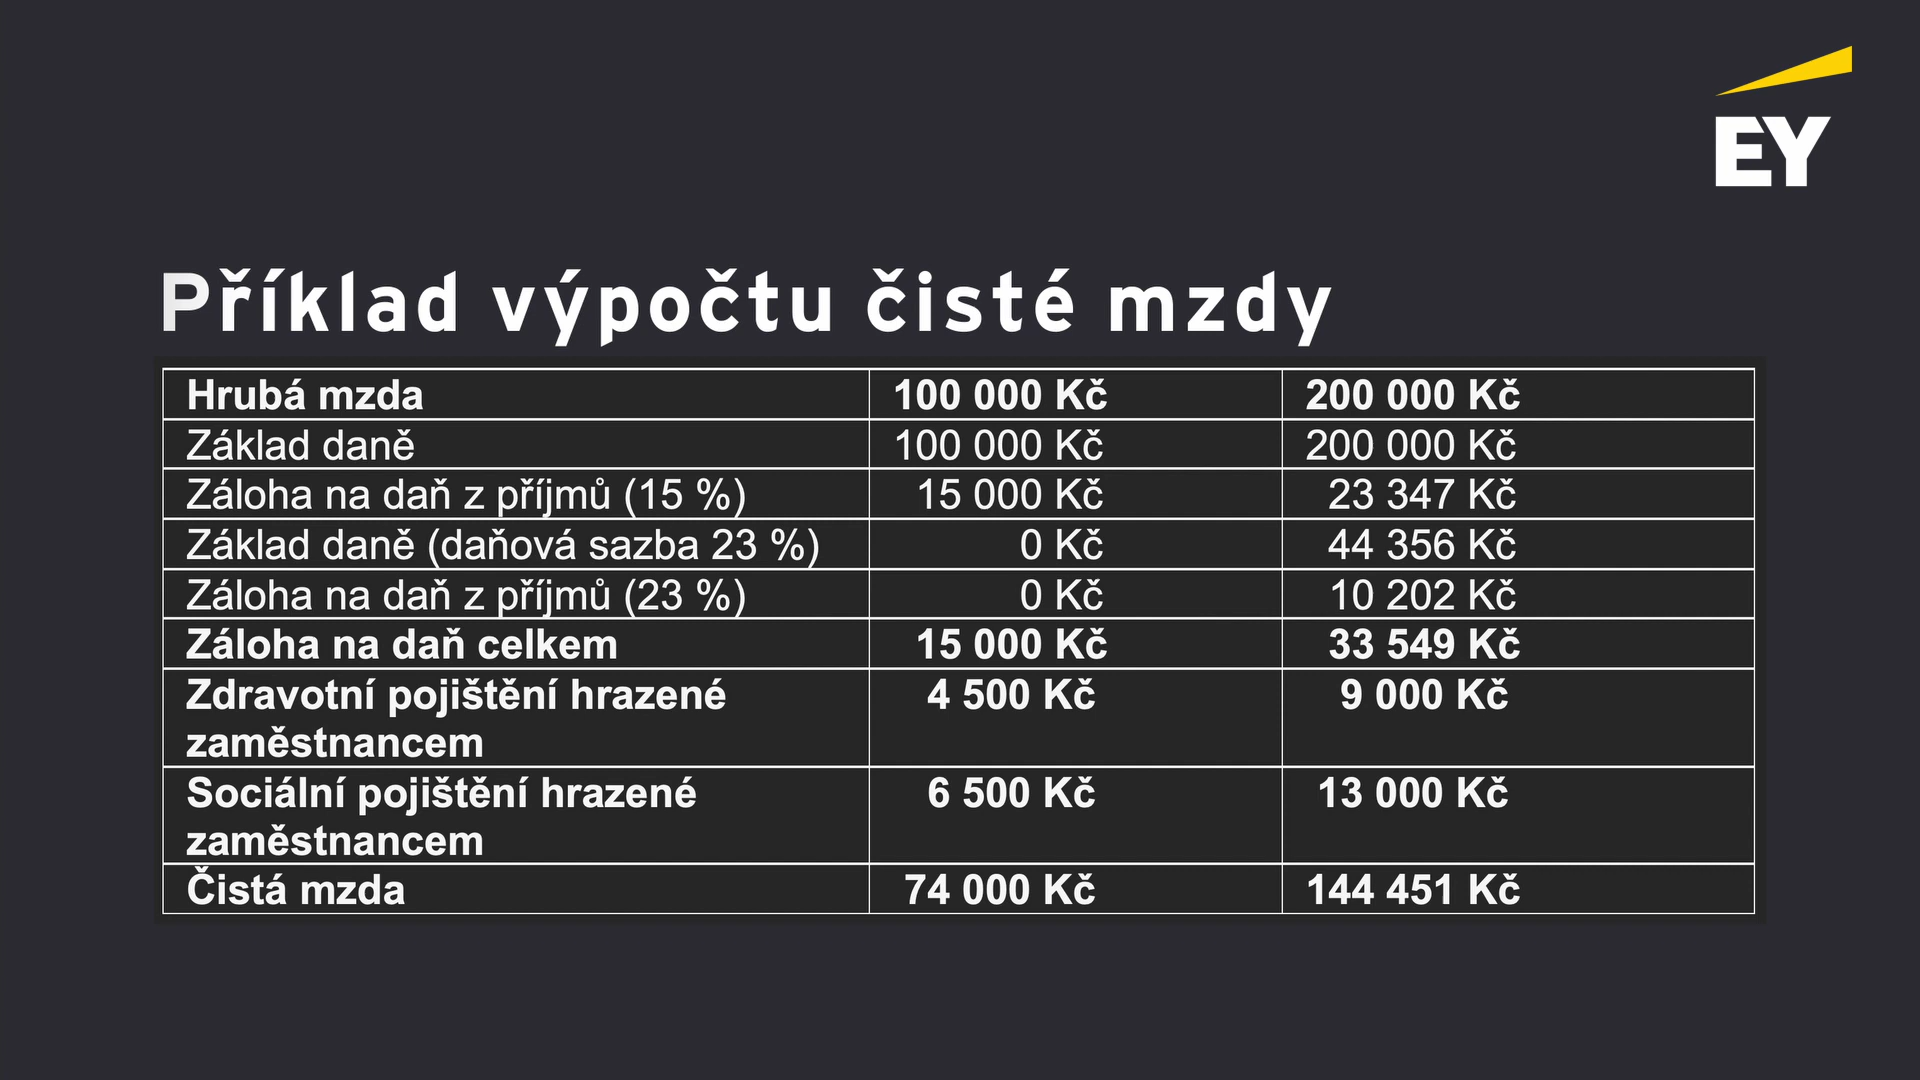 EY
Příklad výpočtu čisté mzdy
Hrubá mzda 100 000 Kč 200 000 Kč
Základ daně 100 000 Kč 200 000 Kč
Záloha na daň z příjmů (15 %) 15 000 Kč 23 347 Kč
Základ daně (daňová sazba 23 %) 0 Kč 44 356 Kč
Záloha na daň z příjmů (23 %) 0 Kč 10 202 Kč
Záloha na daň celkem 15 000 Kč 33 549 Kč
Zdravotní pojištění hrazené 4 500 Kč 9 000 Kč
zaměstnancem
Sociální pojištění hrazené 6 500 Kč 13 000 Kč
zaměstnancem
Čistá mzda 74 000 Kč 144 451 Kč